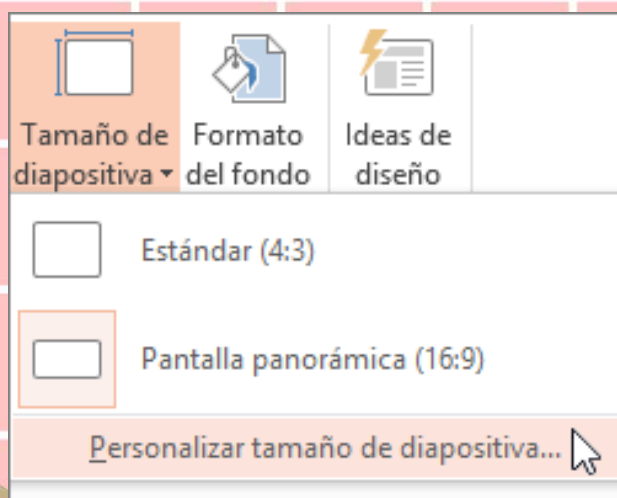 Tamaño de
diapositiva
Formato
del fondo
Ideas de
diseño
Estándar (4:3)
Pantalla panorámica (16:9)
Personalizar tamaño de diapositiva...